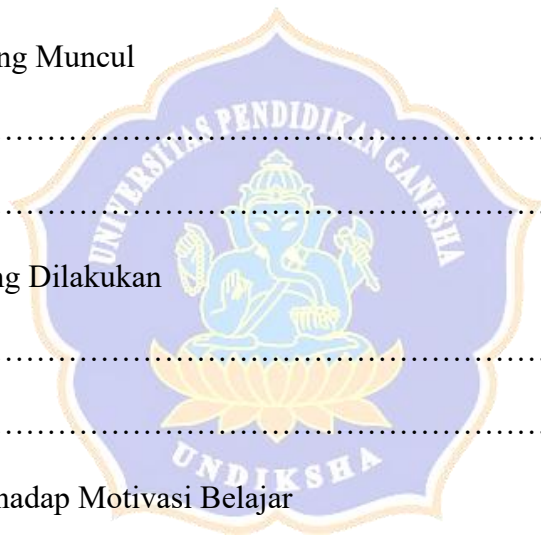 ng Muncul
UNIVERSITAS PENDIDIKAN GANESHA
……………………………………………
……………………………………………
ng Dilakukan
……………………………………………
……………………………………………
UNDIKSHA
hadap Motivasi Belajar